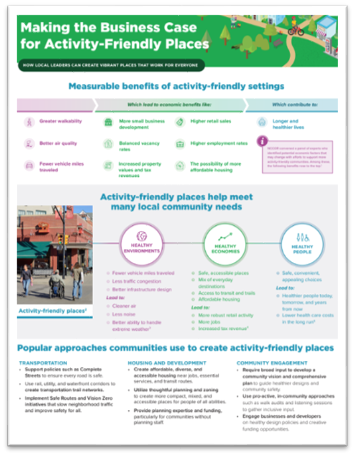 Making the Business Case
for Activity-Friendly Places
HOW LOCAL LEADERS CAN CREATE VIBRANT PLACES THAT WORK FOR EVERYONE
Measurable benefits of activity-friendly settings
Which lead to economic benefits like:
Which contribute to:
Greater walkability
Better air quality
Fewer vehicle miles
traveled
More small business
development
Balanced vacancy
rates
Increased property
values and tax
revenues
Higher retail sales
Higher employment rates
The possibility of more
affordable housing
Longer and
healthier lives
Activity-friendly places help meet
many local community needs
Activity-friendly places¹
HEALTHY
ENVIRONMENTS
Fewer vehicle miles traveled
Less traffic congestion
Better infrastructure design
Lead to:
Cleaner air
Less noise
Better ability to handle
extreme weather²
HEALTHY
ECONOMIES
Safe, accessible places
Mix of everyday
destinations
Access to transit and trails
Affordable housing
Lead to:
More robust retail activity
More jobs
Increased tax revenue³
HEALTHY
PEOPLE
Safe, convenient,
appealing choices
Lead to:
Healthier people today,
tomorrow, and years
from now
Lower health care costs
in the long run⁴
Popular approaches communities use to create activity-friendly places
TRANSPORTATION
Support policies such as Complete
Streets to ensure every road is safe.
Use rail, utility, and waterfront corridors to
create transportation trail networks.
Implement Safe Routes and Vision Zero
initiatives that slow neighborhood traffic
and improve safety for all.
HOUSING AND DEVELOPMENT
Create affordable, diverse, and
accessible housing near jobs, essential
services, and transit routes.
Utilize thoughtful planning and zoning
to create more compact, mixed, and
accessible places for people of all abilities.
Provide planning expertise and funding,
particularly for communities without
planning staff.
COMMUNITY ENGAGEMENT
Require broad input to develop a
community vision and comprehensive
plan to guide healthier designs and
community safety.
Use pro-active, in-community approaches
such as walk audits and listening sessions
to gather inclusive input.
Engage businesses and developers
on healthy design policies and creative
funding opportunities.